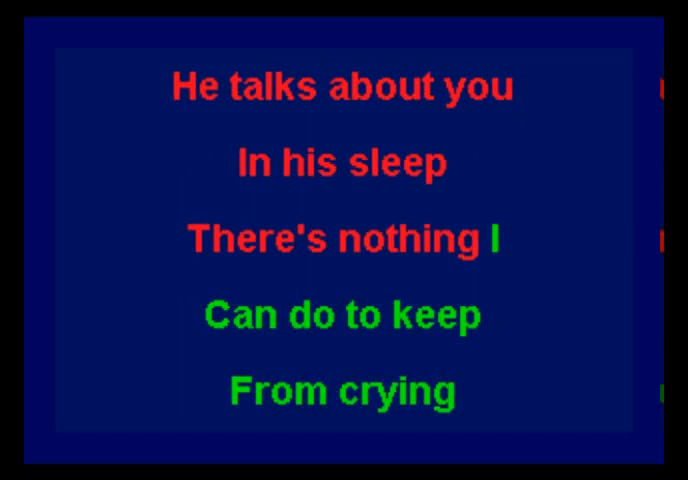 He talks about you
In his sleep
There's nothing I
Can do to keep
From crying